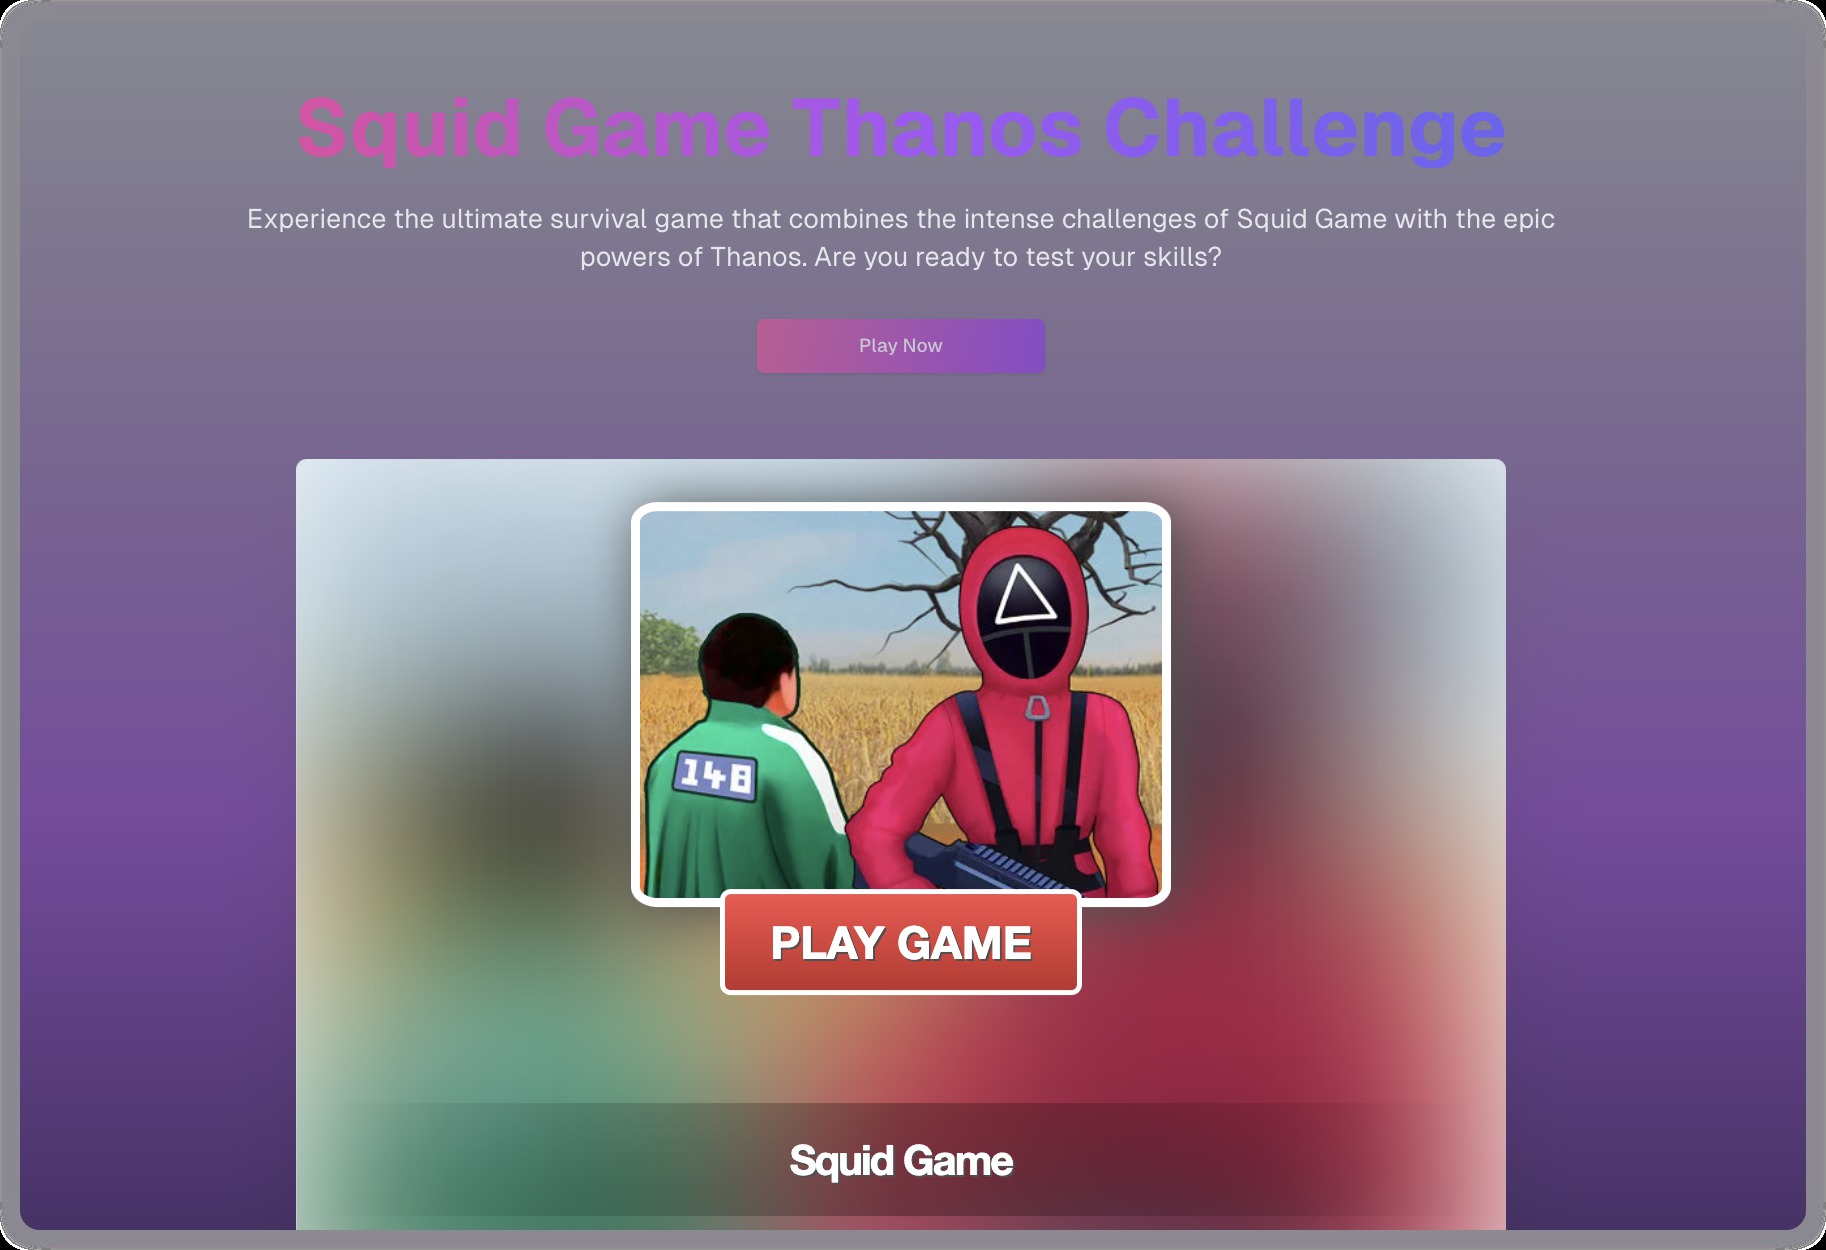 Squid Game Thanos Challenge
Experience the ultimate survival game that combines the intense challenges of Squid Game with the epic
powers of Thanos. Are you ready to test your skills?
Play Now
148
PLAY GAME
Squid Game